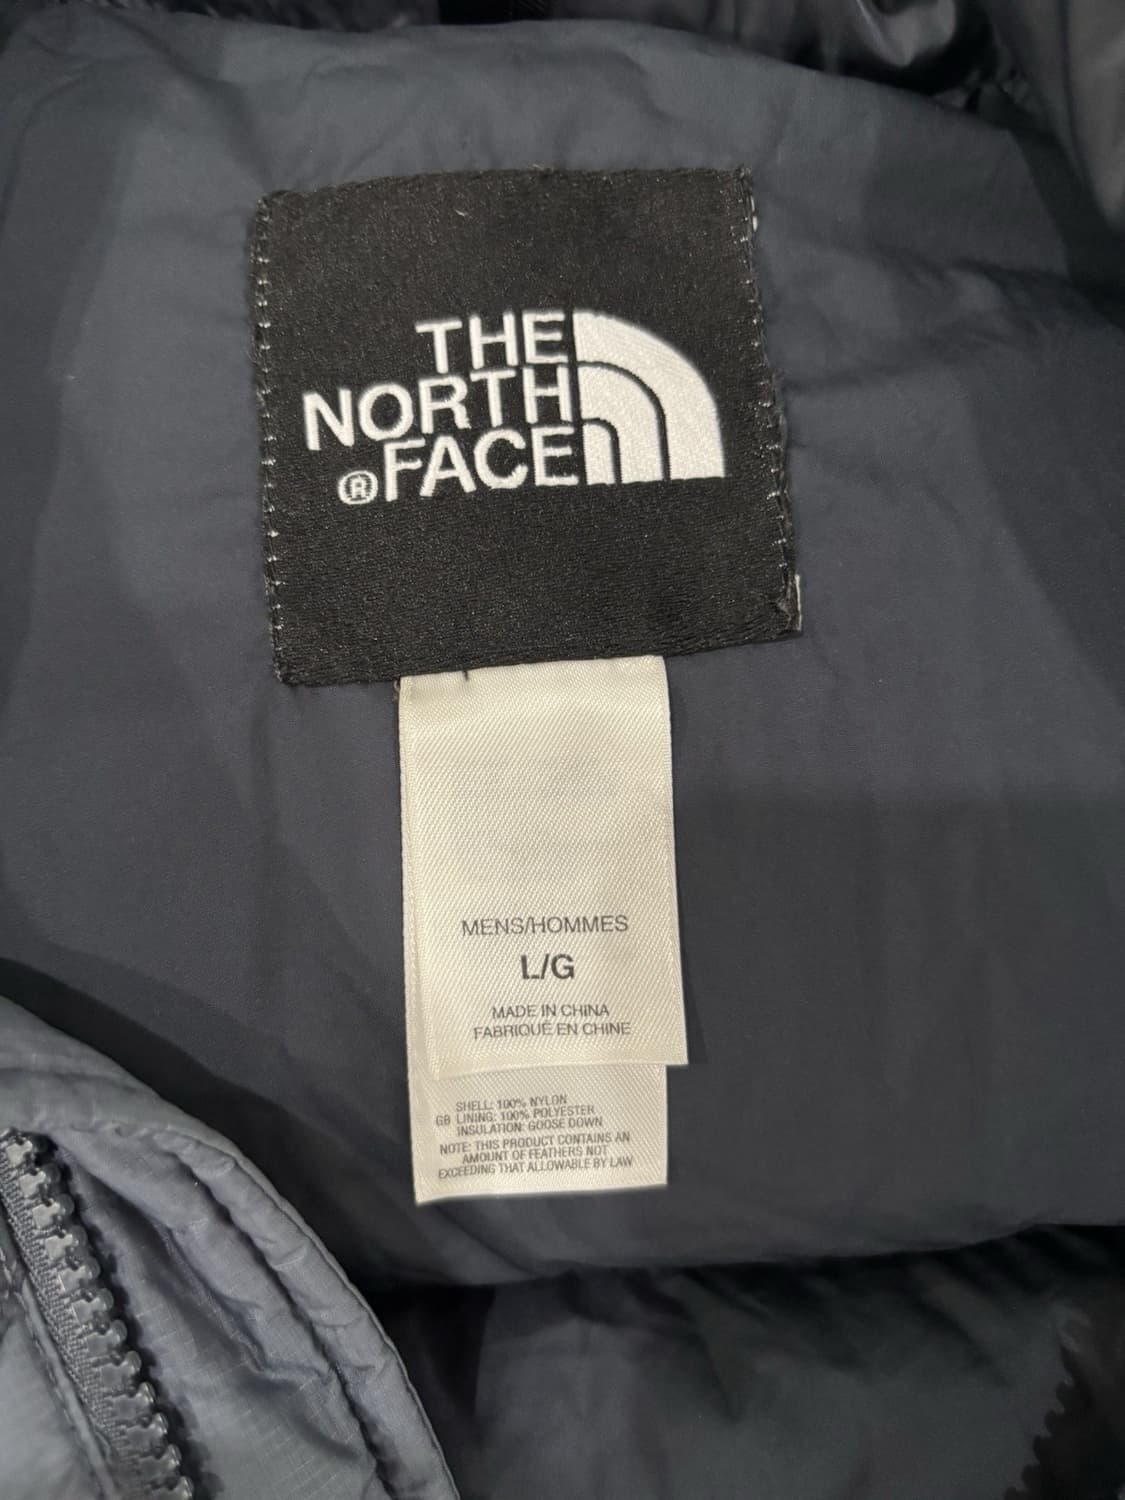 THE
NORTH
® FACE
MENS/HOMMES
L/G
MADE IN CHINA
FABRIQUÉ EN CHINE
SHELL: 100% NYLON
GB LINING: 100% POLYESTER
INSULATION: GOOSE DOWN
NOTE: THIS PRODUCT CONTAINS AN
AMOUNT OF FEATHERS NOT
EXCEEDING THAT ALLOWABLE BY LAW